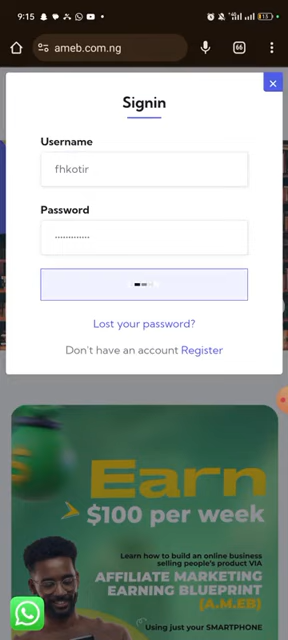 9:15
ameb.com.ng
66
Signin
Username
fhkotir
Password
Lost your password?
Don't have an account Register
Earn
$100 per week
Learn how to build an online business
selling people's product VIA
AFFILIATE MARKETING
EARNING BLUEPRINT
[A.M.EB]
Using just your SMARTPHONE